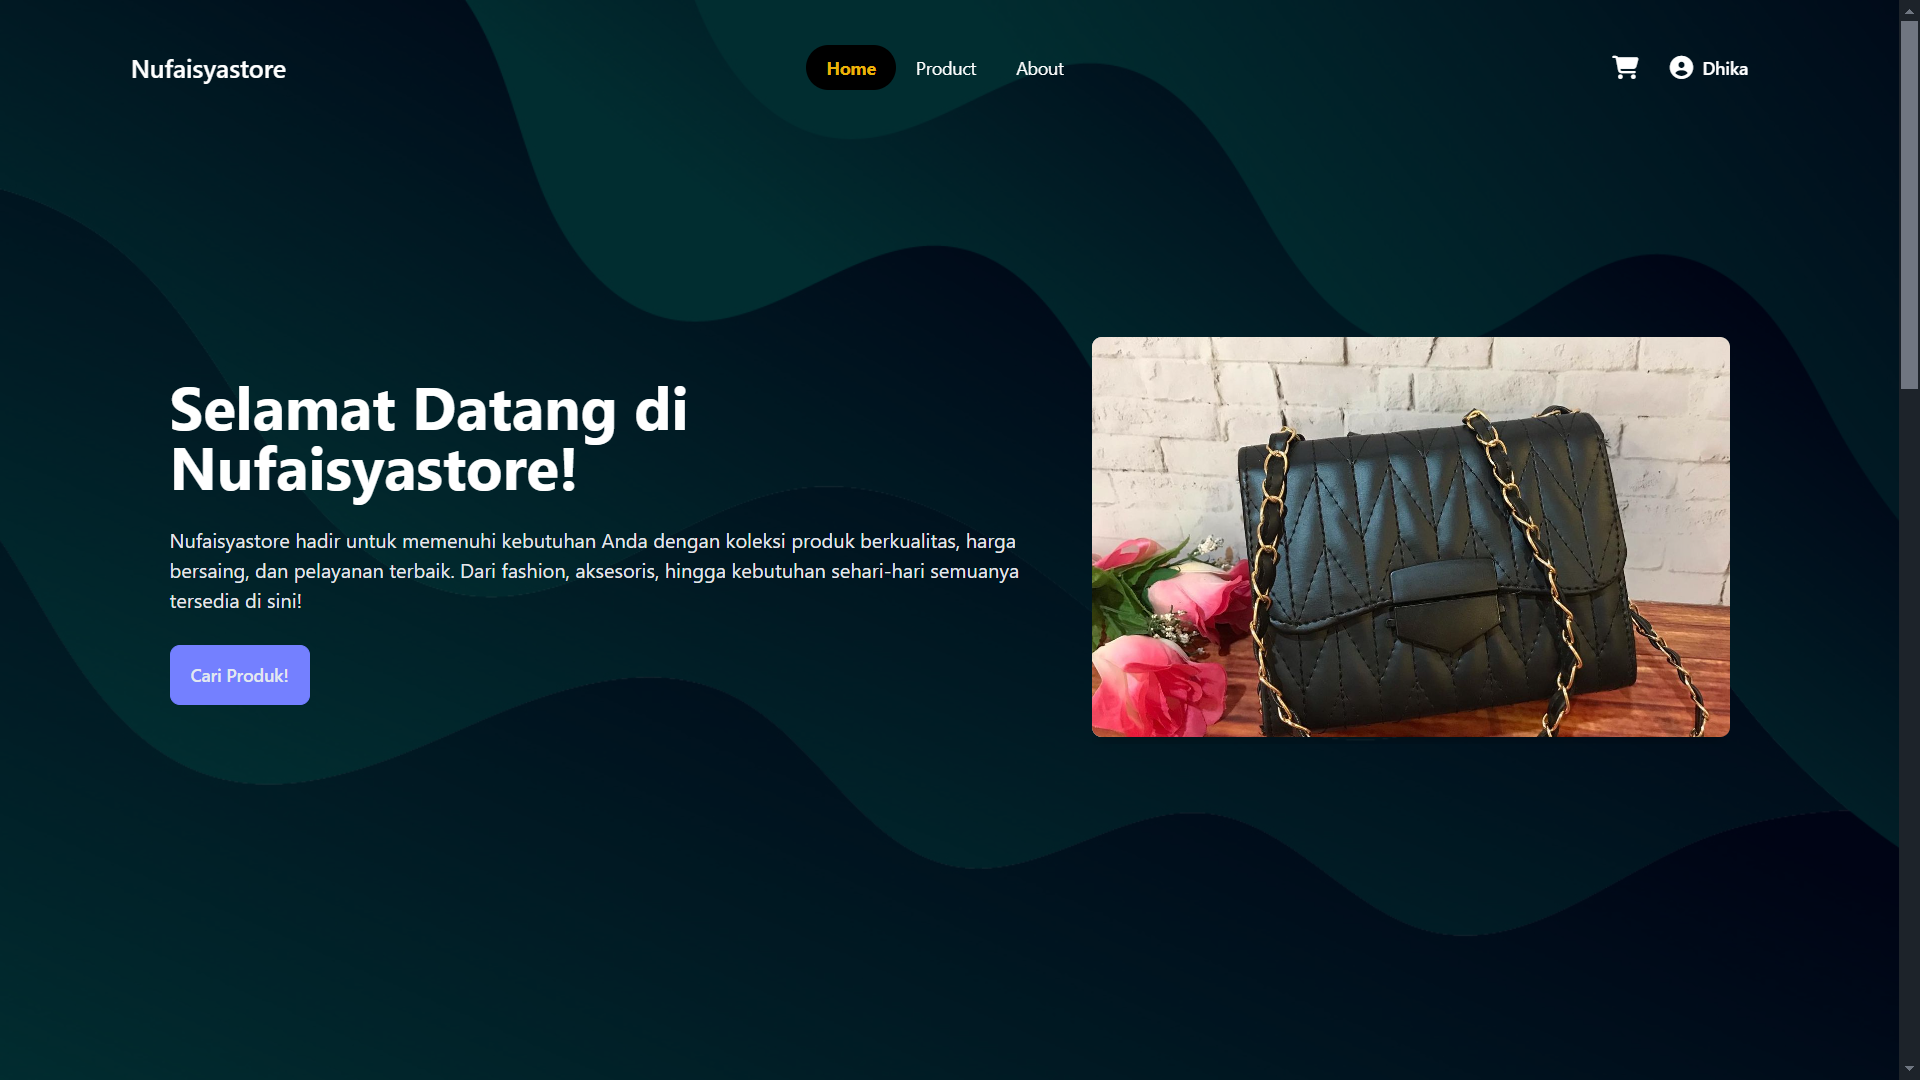 Nufaisyastore
Home
Product
About
Dhika
Selamat Datang di
Nufaisyastore!
Nufaisyastore hadir untuk memenuhi kebutuhan Anda dengan koleksi produk berkualitas, harga
bersaing, dan pelayanan terbaik. Dari fashion, aksesoris, hingga kebutuhan sehari-hari semuanya
tersedia di sini!
Cari Produk!